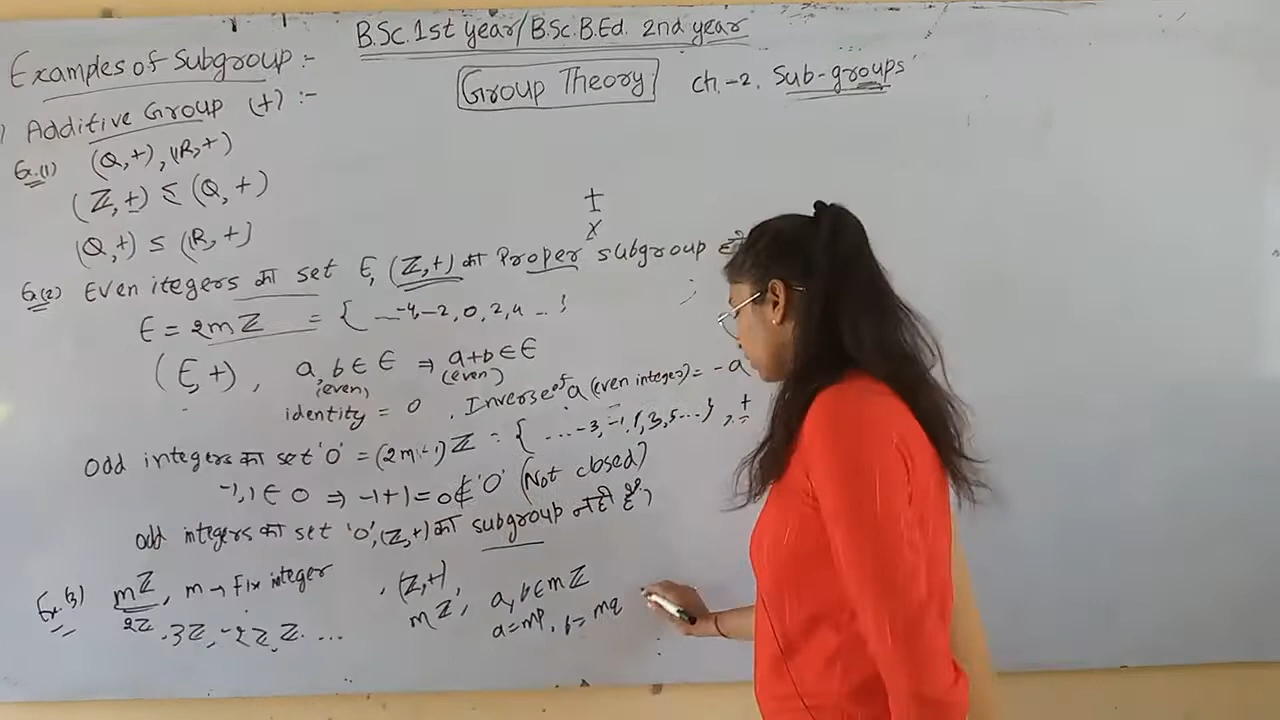 B.Sc. 1st year/B.Sc.B.Ed. 2nd year
Examples of Subgroup :-
Group Theory
Ch.-2. Sub-groups
Additive Group (+) :-
Ex.(1) (Q,+), (R,+)
(Z,+) ≤ (Q,+)
(Q,+) ≤ (R,+)
+
x
Ex.(2) Even itegers का set E, (Z,+) का Proper subgroup
E = 2mZ = { ...-4,-2,0,2,4 ... }
(E,+), a,b ∈ E ⇒ a+b ∈ E
(even) (even)
identity = 0 , Inverse of a (even integer) = -a
Odd integers का set 'O' = (2m+1)Z = { ...-3,-1,1,3,5...} , +
-1,1 ∈ O ⇒ -1+1 = 0 ∉ 'O' (Not closed)
odd integers का set 'O', (Z,+) का subgroup नहीं है,
Ex.(3) mZ, m → fix integer , (Z,+),
2Z, 3Z, -2Z, Z. ...
mZ, a,b ∈ mZ
a = mp, b = mq